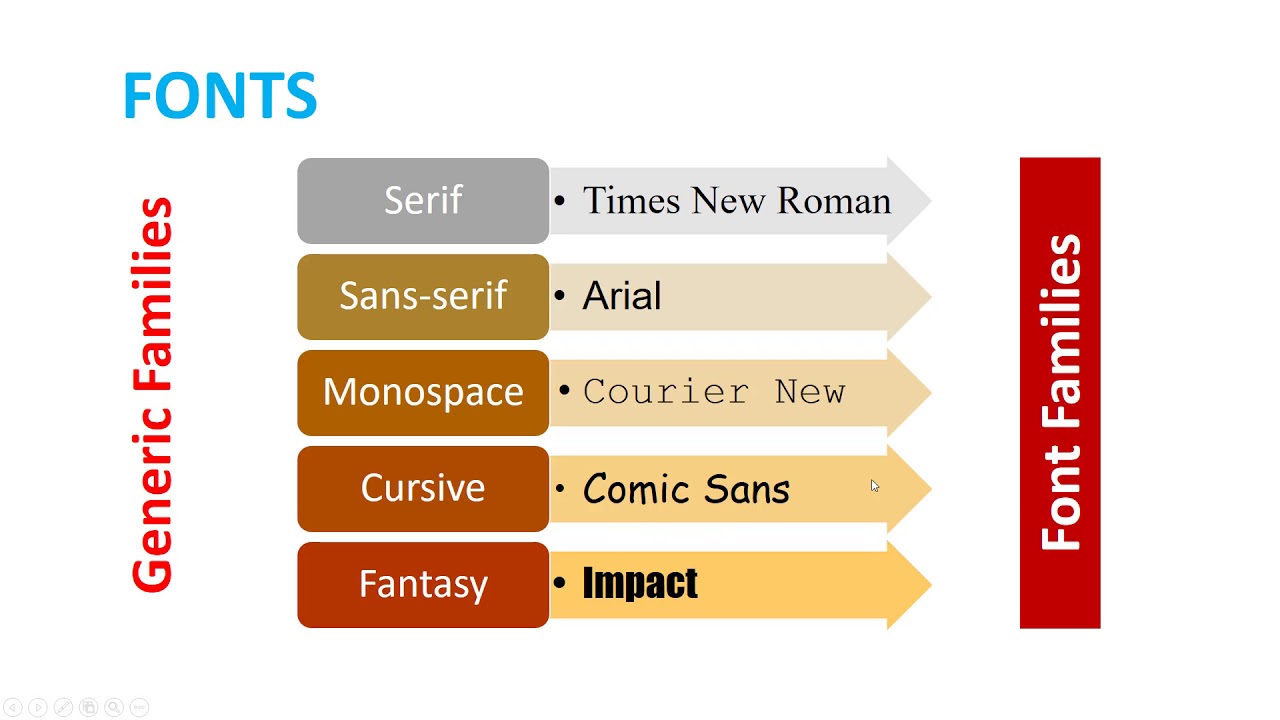 FONTS
Generic Families
Serif
• Times New Roman
Sans-serif
• Arial
Monospace
• Courier New
Cursive
• Comic Sans
Fantasy
• Impact
Font Families